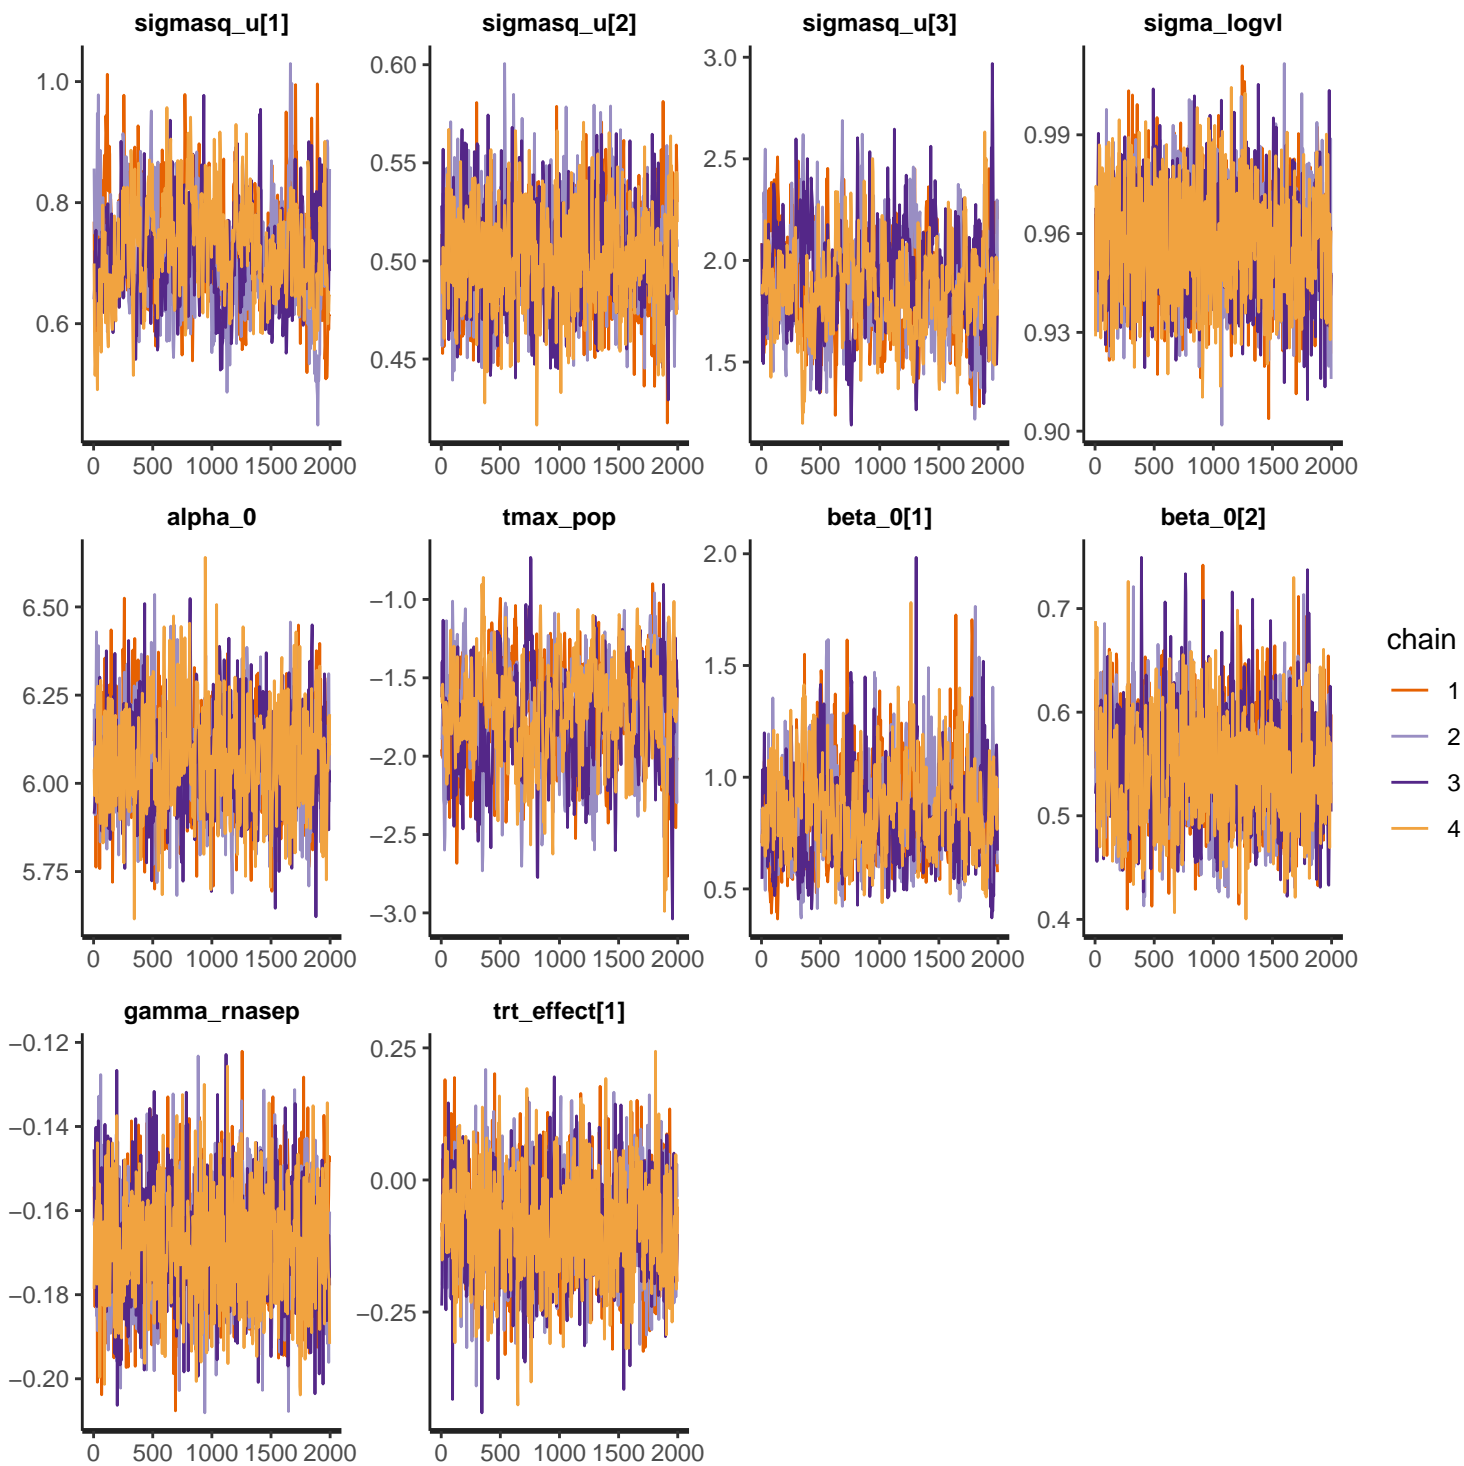 sigmasq_u[1] sigmasq_u[2] sigmasq_u[3] sigma_logvl
1.0 0.8 0.6
0.60 0.55 0.50 0.45
3.0 2.5 2.0 1.5
0.99 0.96 0.93 0.90
0 500 1000 1500 2000 0 500 1000 1500 2000 0 500 1000 1500 2000 0 500 1000 1500 2000
alpha_0 tmax_pop beta_0[1] beta_0[2]
6.50 6.25 6.00 5.75
−1.0 −1.5 −2.0 −2.5 −3.0
2.0 1.5 1.0 0.5
0.7 0.6 0.5 0.4
0 500 1000 1500 2000 0 500 1000 1500 2000 0 500 1000 1500 2000 0 500 1000 1500 2000
gamma_rnasep trt_effect[1]
−0.12 −0.14 −0.16 −0.18 −0.20
0.25 0.00 −0.25
0 500 1000 1500 2000 0 500 1000 1500 2000
chain
1
2
3
4